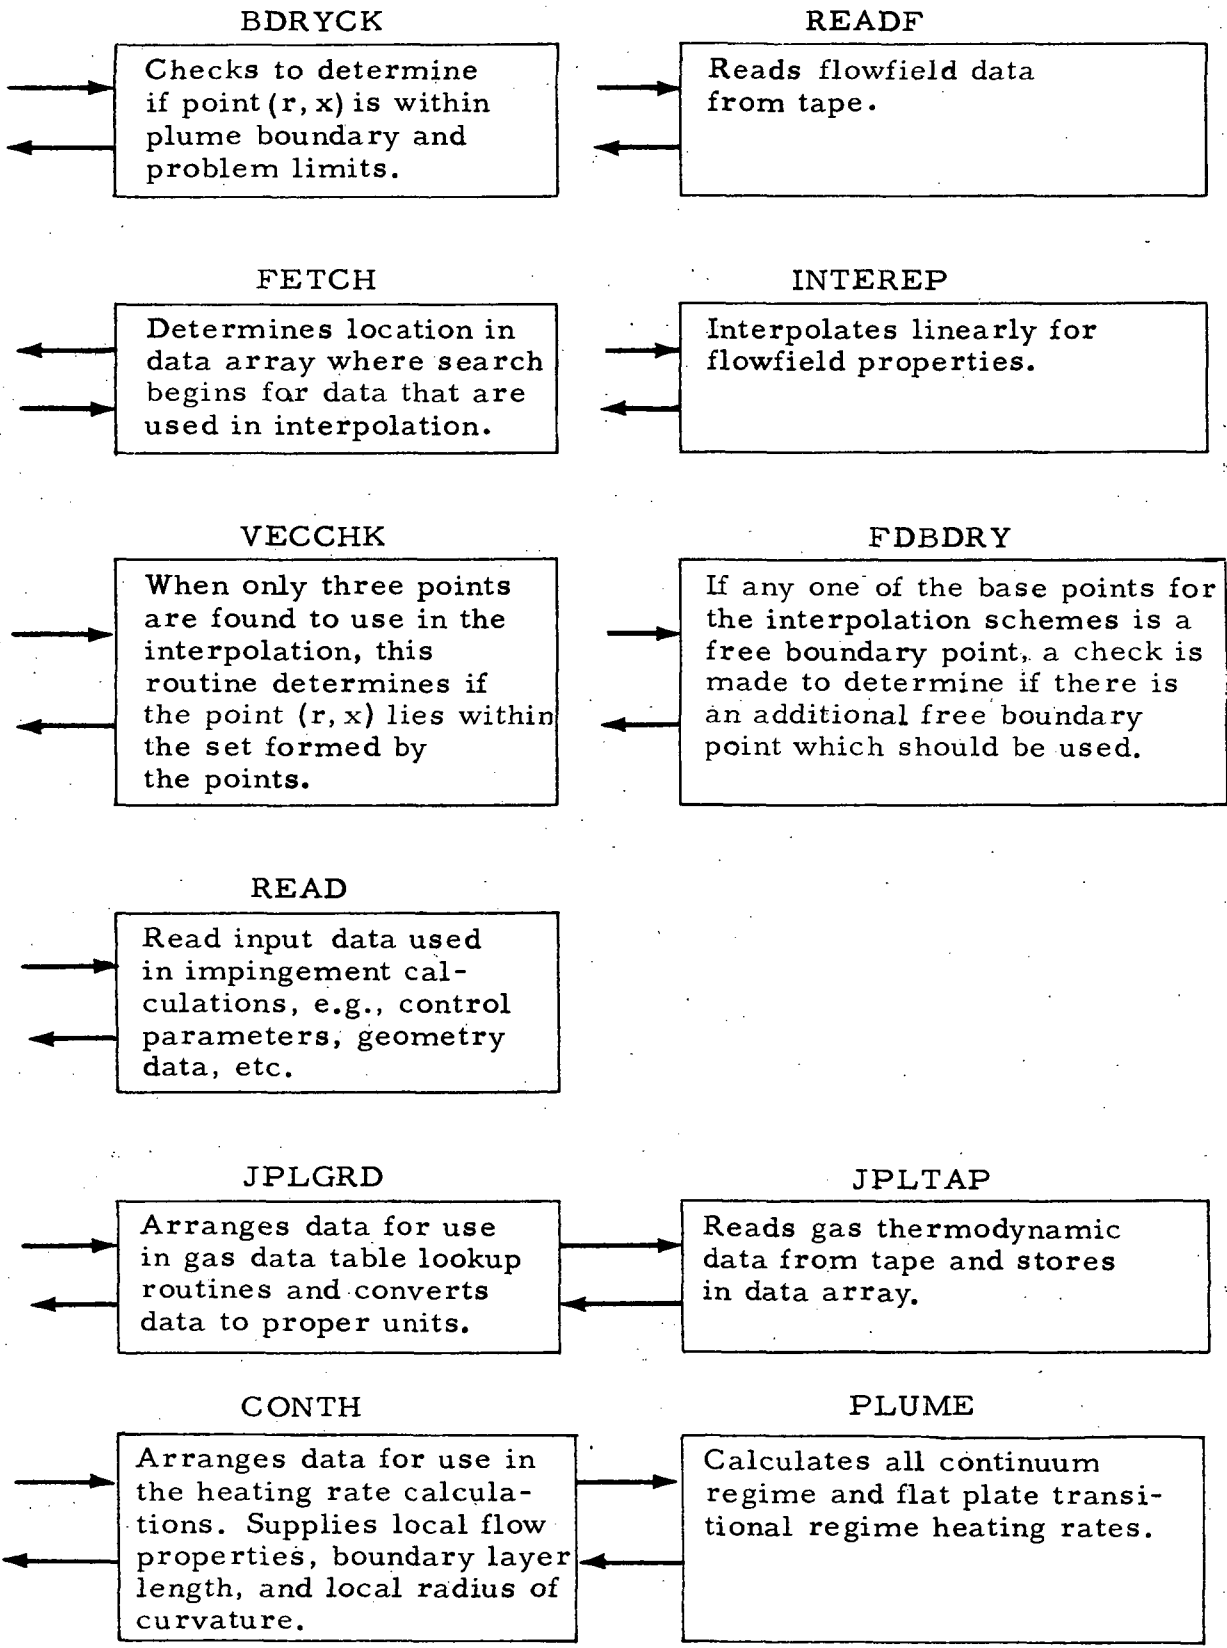 BDRYCK
Checks to determine
if point (r, x) is within
plume boundary and
problem limits.
READF
Reads flowfield data
from tape.
FETCH
Determines location in
data array where search
begins for data that are
used in interpolation.
INTEREP
Interpolates linearly for
flowfield properties.
VECCHK
When only three points
are found to use in the
interpolation, this
routine determines if
the point (r, x) lies within
the set formed by
the points.
FDBDRY
If any one of the base points for
the interpolation schemes is a
free boundary point, a check is
made to determine if there is
an additional free boundary
point which should be used.
READ
Read input data used
in impingement cal-
culations, e.g., control
parameters, geometry
data, etc.
JPLGRD
Arranges data for use
in gas data table lookup
routines and converts
data to proper units.
JPLTAP
Reads gas thermodynamic
data from tape and stores
in data array.
CONTH
Arranges data for use in
the heating rate calcula-
tions. Supplies local flow
properties, boundary layer
length, and local radius of
curvature.
PLUME
Calculates all continuum
regime and flat plate transi-
tional regime heating rates.